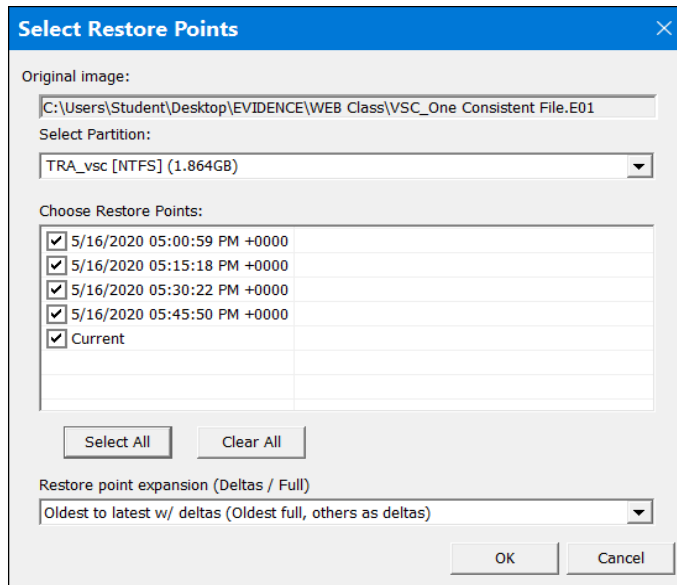 Select Restore Points
Original image:
C:\Users\Student\Desktop\EVIDENCE\WEB Class\VSC_One Consistent File.E01
Select Partition:
TRA_vsc [NTFS] (1.864GB)
Choose Restore Points:
5/16/2020 05:00:59 PM +0000
5/16/2020 05:15:18 PM +0000
5/16/2020 05:30:22 PM +0000
5/16/2020 05:45:50 PM +0000
Current
Select All Clear All
Restore point expansion (Deltas / Full)
Oldest to latest w/ deltas (Oldest full, others as deltas)
OK Cancel